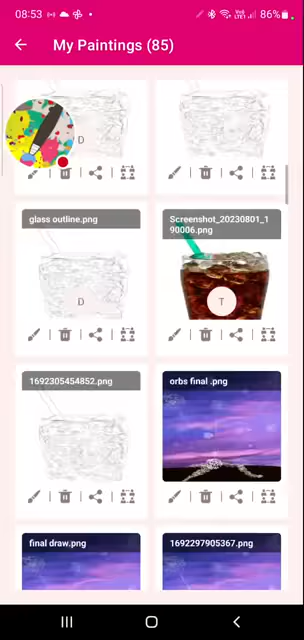 08:53
86%
My Paintings (85)
D
glass outline.png
Screenshot_20230801_1
90006.png
D
T
1692305454852.png
orbs final .png
final draw.png
1692297905367.png